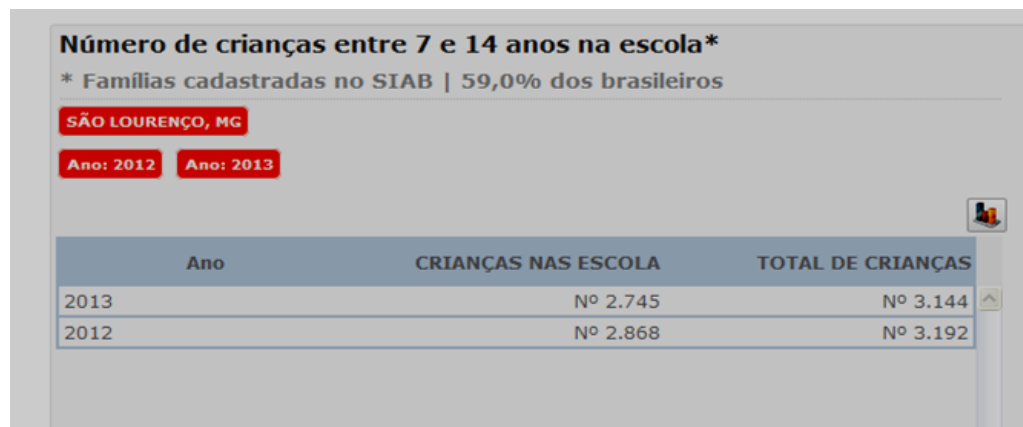 Número de crianças entre 7 e 14 anos na escola*
* Famílias cadastradas no SIAB | 59,0% dos brasileiros
SÃO LOURENÇO, MG
Ano: 2012 Ano: 2013
Ano CRIANÇAS NAS ESCOLA TOTAL DE CRIANÇAS
2013 Nº 2.745 Nº 3.144
2012 Nº 2.868 Nº 3.192